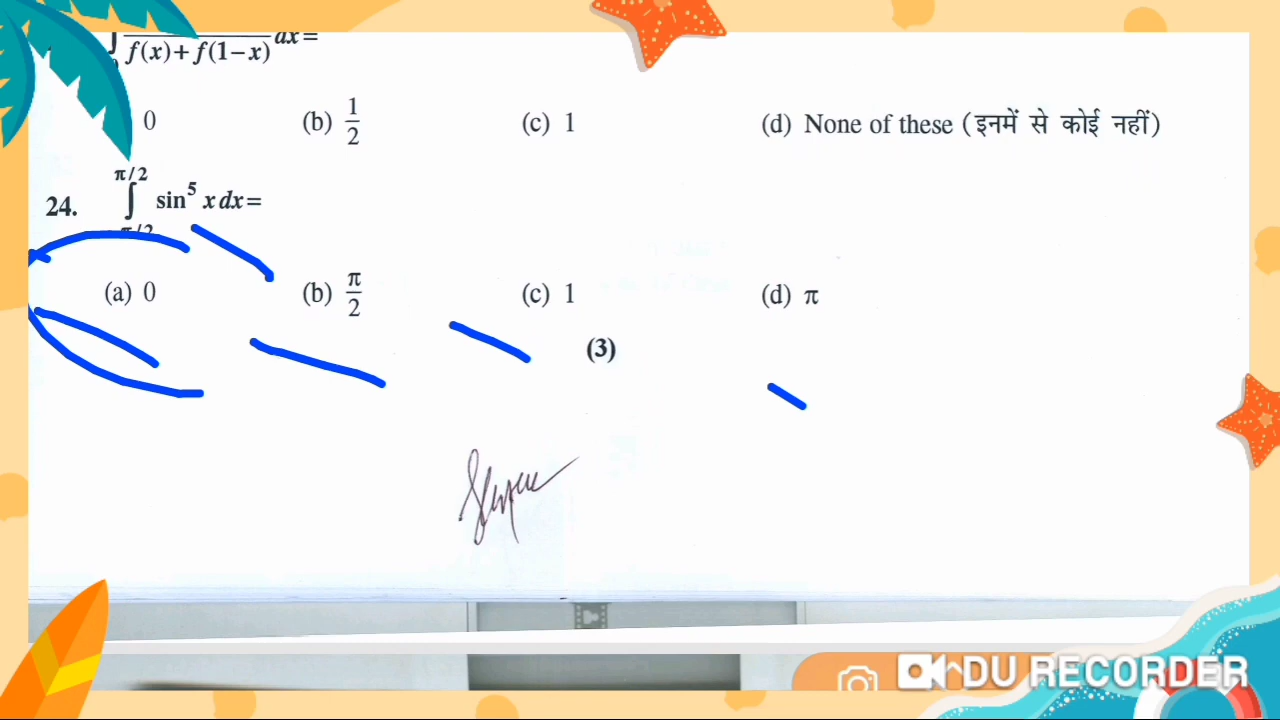 f(x)+f(1−x) dx=
0 (b) 1/2 (c) 1 (d) None of these (इनमें से कोई नहीं)
24. ∫ π/2 sin⁵ x dx=
(a) 0 (b) π/2 (c) 1 (d) π
(3)
DU RECORDER